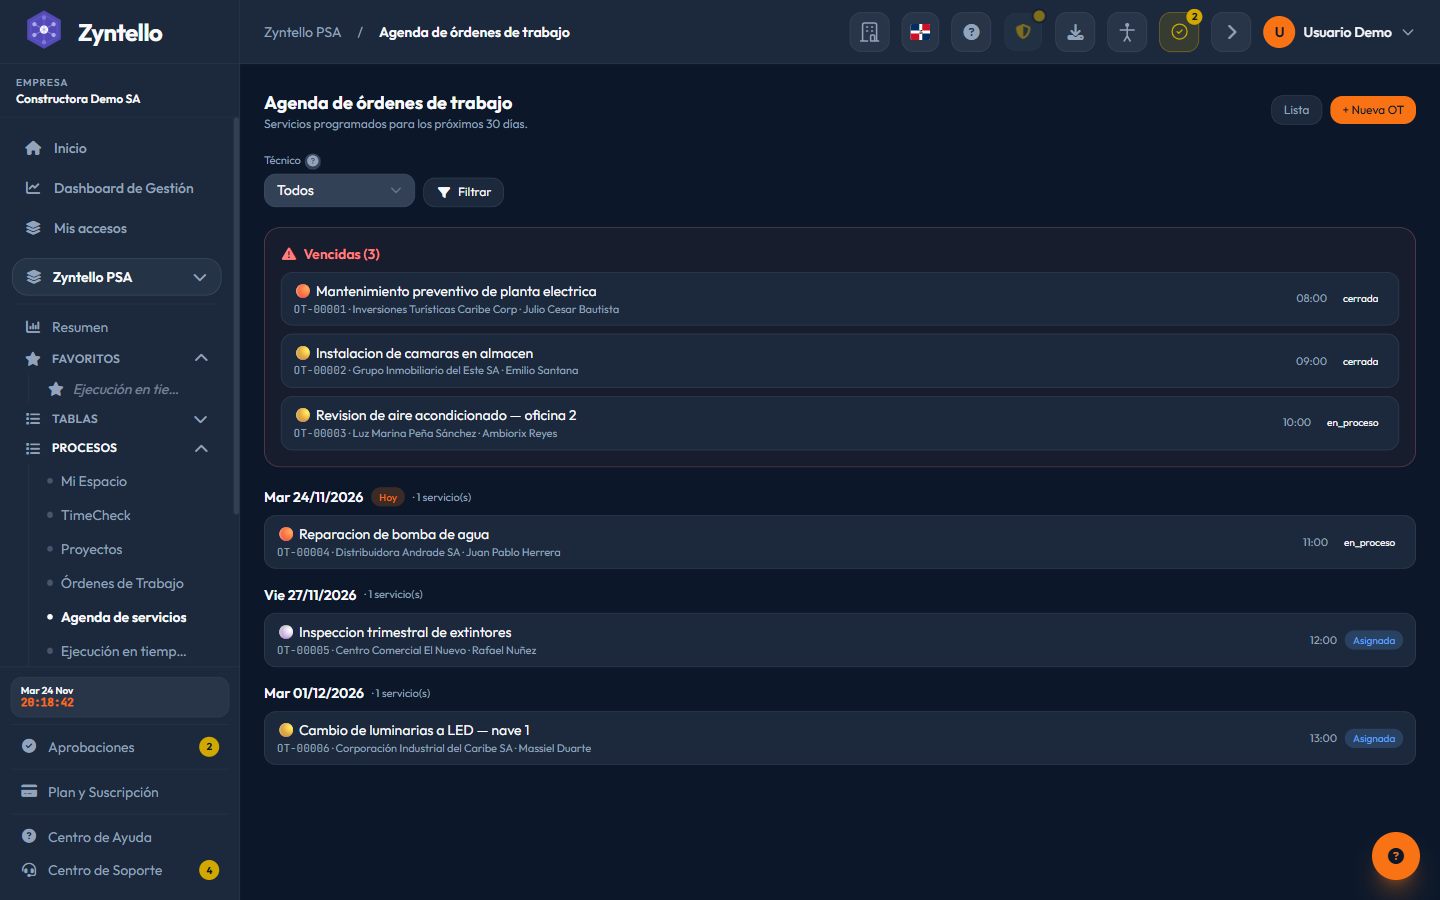 Zyntello
Zyntello PSA / Agenda de órdenes de trabajo
2
U Usuario Demo
EMPRESA
Constructora Demo SA
Inicio
Dashboard de Gestión
Mis accesos
Zyntello PSA
Resumen
FAVORITOS
Ejecución en tie...
TABLAS
PROCESOS
Mi Espacio
TimeCheck
Proyectos
Órdenes de Trabajo
Agenda de servicios
Ejecución en tiemp...
Mar 24 Nov
20:18:42
Aprobaciones 2
Plan y Suscripción
Centro de Ayuda
Centro de Soporte 4
Agenda de órdenes de trabajo
Servicios programados para los próximos 30 días.
Lista
+ Nueva OT
Técnico ?
Todos
Filtrar
Vencidas (3)
Mantenimiento preventivo de planta electrica
OT-00001 · Inversiones Turísticas Caribe Corp · Julio Cesar Bautista
08:00 cerrada
Instalacion de camaras en almacen
OT-00002 · Grupo Inmobiliario del Este SA · Emilio Santana
09:00 cerrada
Revision de aire acondicionado — oficina 2
OT-00003 · Luz Marina Peña Sánchez · Ambiorix Reyes
10:00 en_proceso
Mar 24/11/2026 Hoy · 1 servicio(s)
Reparacion de bomba de agua
OT-00004 · Distribuidora Andrade SA · Juan Pablo Herrera
11:00 en_proceso
Vie 27/11/2026 · 1 servicio(s)
Inspeccion trimestral de extintores
OT-00005 · Centro Comercial El Nuevo · Rafael Nuñez
12:00 Asignada
Mar 01/12/2026 · 1 servicio(s)
Cambio de luminarias a LED — nave 1
OT-00006 · Corporación Industrial del Caribe SA · Massiel Duarte
13:00 Asignada